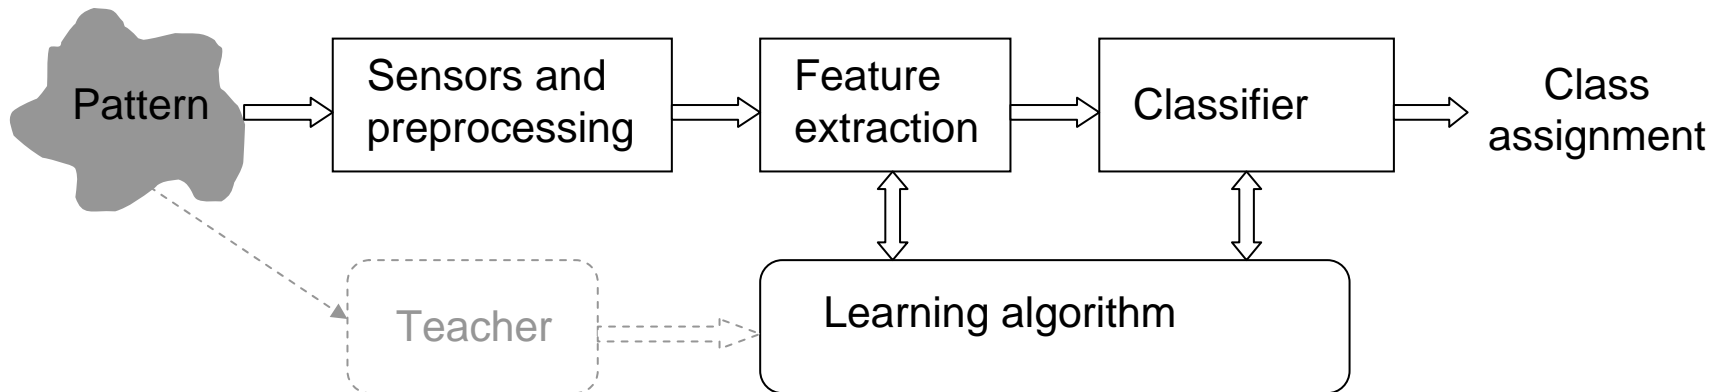 Pattern
Sensors and
preprocessing
Feature
extraction
Classifier
Class
assignment
Teacher
Learning algorithm